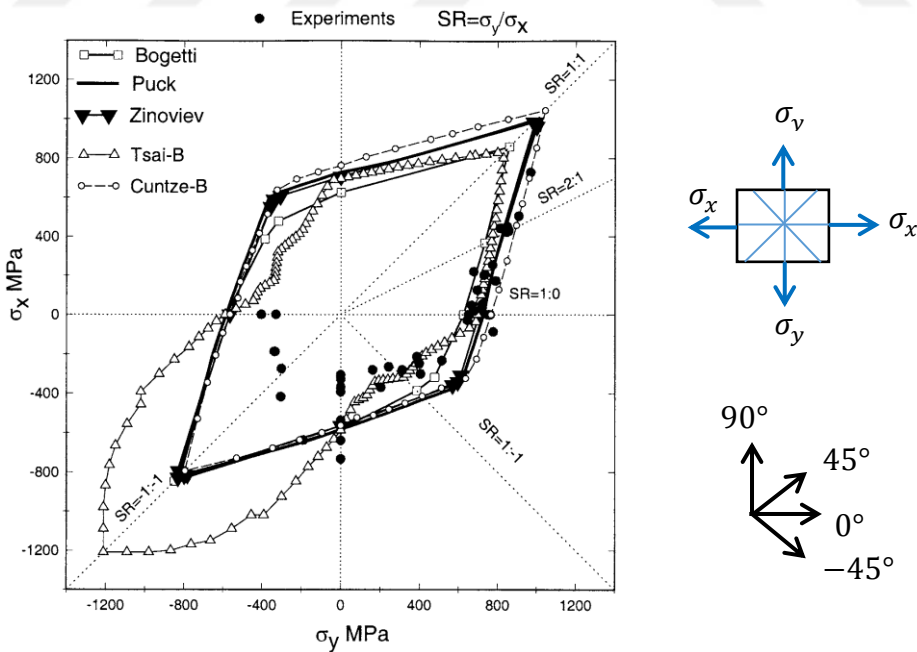 Experiments SR=σy/σx
Bogetti
Puck
Zinoviev
Tsai-B
Cuntze-B
1200
800
400
0
-400
-800
-1200
σx MPa
-1200
-800
-400
0
400
800
1200
σy MPa
SR=1:1
SR=2:1
SR=1:0
SR=1:-1
SR=-1:-1
σy
σx
σx
σy
90°
45°
0°
−45°